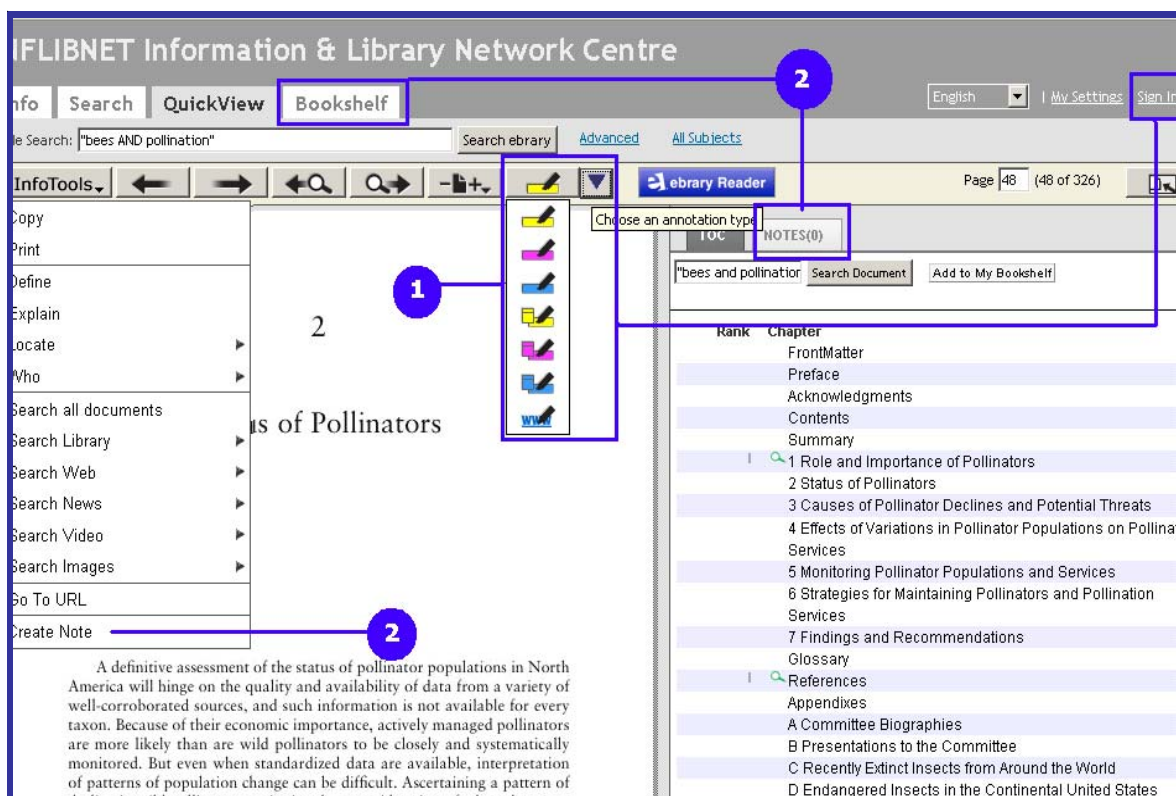 NFLIBNET Information & Library Network Centre
nfo Search QuickView Bookshelf
2
English | My Settings Sign In
le Search: "bees AND pollination" Search ebrary Advanced All Subjects
InfoTools ebrary Reader Page 48 (48 of 326)
Choose an annotation type
Copy
Print
Define
Explain
Locate
Who
Search all documents
Search Library
Search Web
Search News
Search Video
Search Images
Go To URL
Create Note
2
1
www
2
us of Pollinators
A definitive assessment of the status of pollinator populations in North
America will hinge on the quality and availability of data from a variety of
well-corroborated sources, and such information is not available for every
taxon. Because of their economic importance, actively managed pollinators
are more likely than are wild pollinators to be closely and systematically
monitored. But even when standardized data are available, interpretation
of patterns of population change can be difficult. Ascertaining a pattern of
2
TOC NOTES(0)
"bees and pollination Search Document Add to My Bookshelf
Rank Chapter
FrontMatter
Preface
Acknowledgments
Contents
Summary
1 Role and Importance of Pollinators
2 Status of Pollinators
3 Causes of Pollinator Declines and Potential Threats
4 Effects of Variations in Pollinator Populations on Pollina
Services
5 Monitoring Pollinator Populations and Services
6 Strategies for Maintaining Pollinators and Pollination
Services
7 Findings and Recommendations
Glossary
References
Appendixes
A Committee Biographies
B Presentations to the Committee
C Recently Extinct Insects from Around the World
D Endangered Insects in the Continental United States